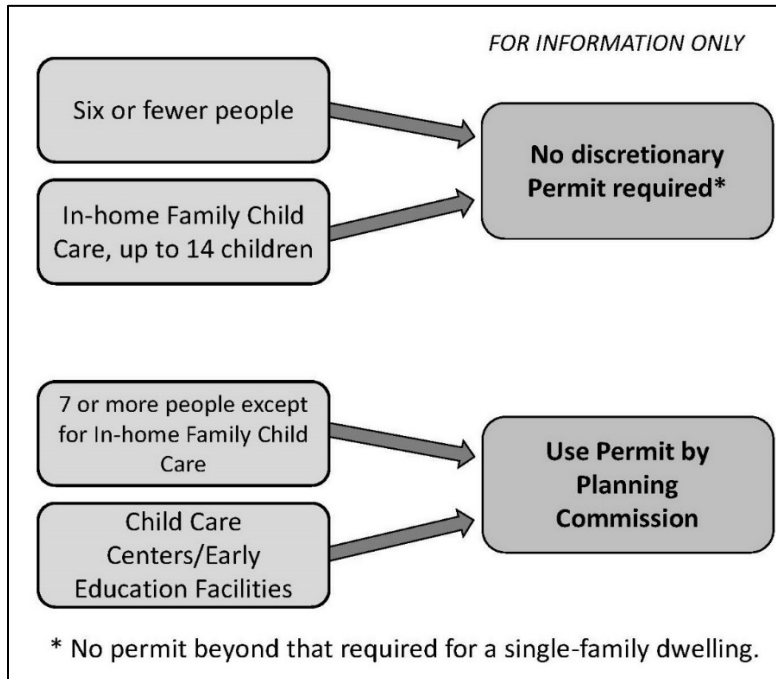 FOR INFORMATION ONLY
Six or fewer people
No discretionary
Permit required*
In-home Family Child
Care, up to 14 children
7 or more people except
for In-home Family Child
Care
Use Permit by
Planning
Commission
Child Care
Centers/Early
Education Facilities
* No permit beyond that required for a single-family dwelling.